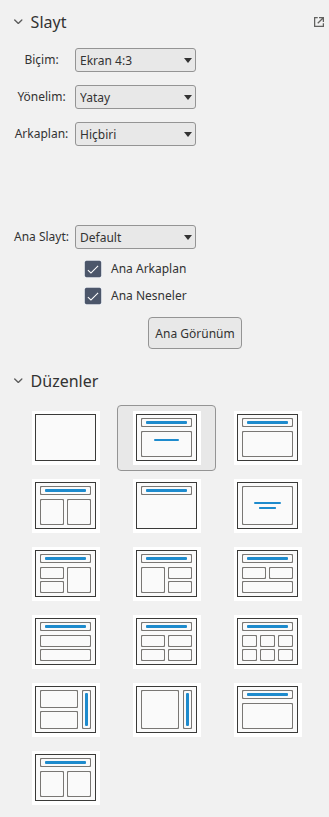 Slayt
Biçim: Ekran 4:3
Yönelim: Yatay
Arkaplan: Hiçbiri
Ana Slayt: Default
Ana Arkaplan
Ana Nesneler
Ana Görünüm
Düzenler